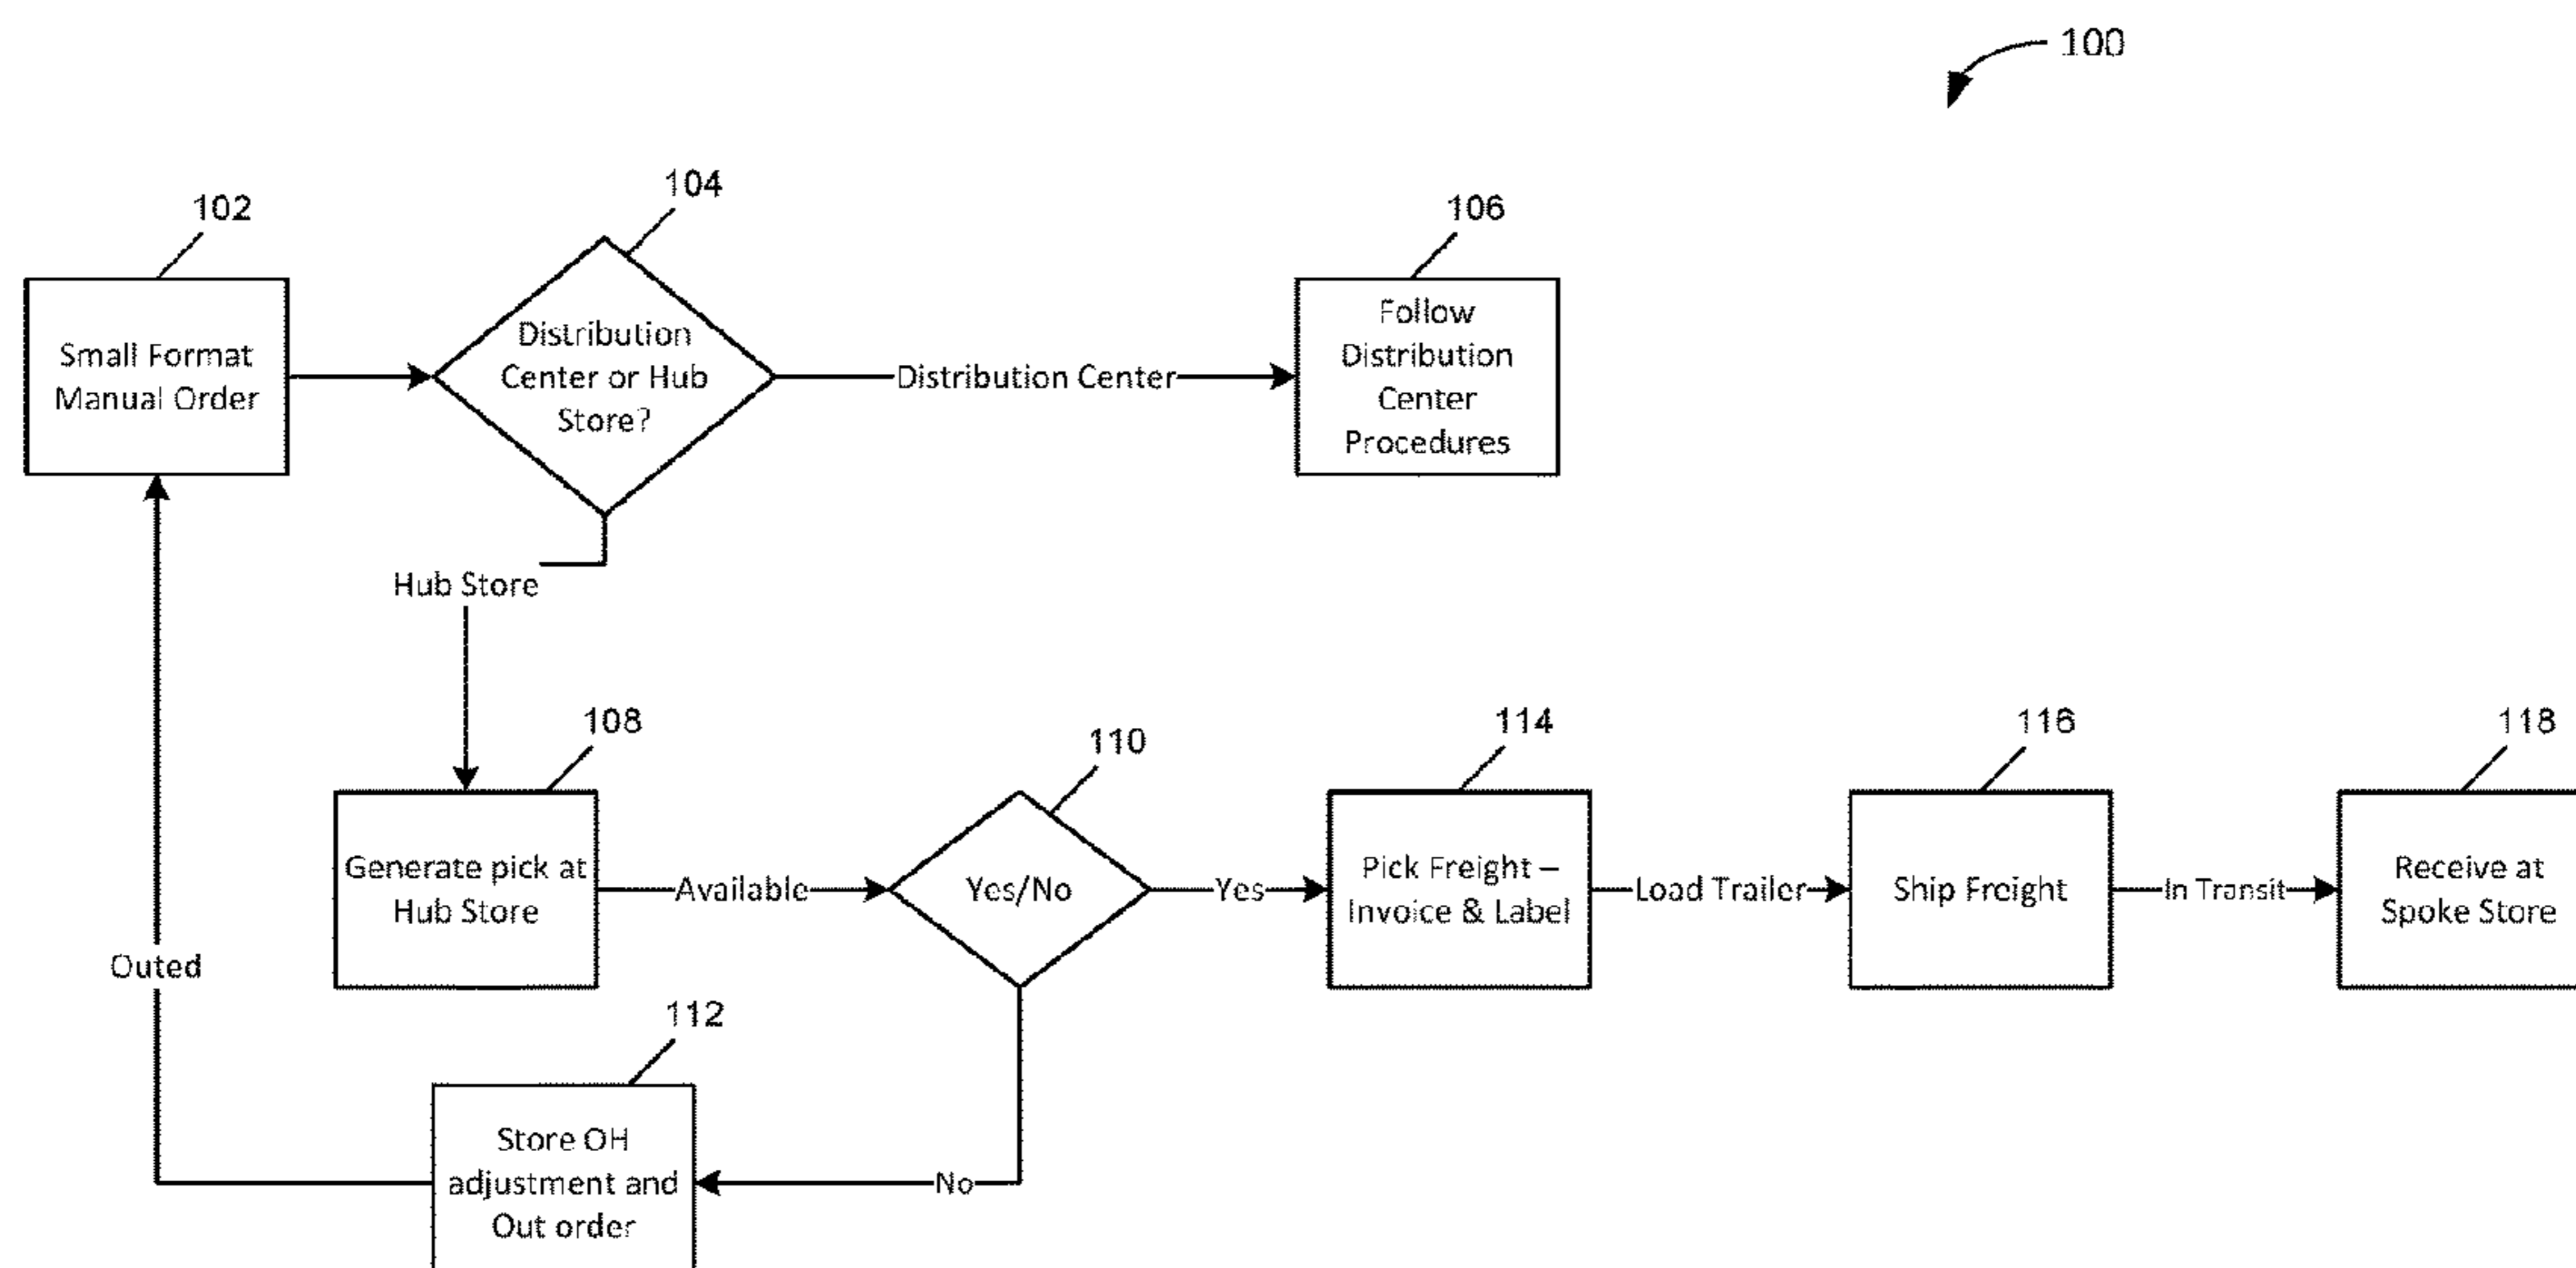 100
102
104
106
Small Format
Manual Order
Distribution
Center or Hub
Store?
Distribution Center
Follow
Distribution
Center
Procedures
Hub Store
108
110
114
116
118
Generate pick at
Hub Store
Available
Yes/No
Yes
Pick Freight –
Invoice & Label
Load Trailer
Ship Freight
In Transit
Receive at
Spoke Store
Outed
112
Store OH
adjustment and
Out order
No